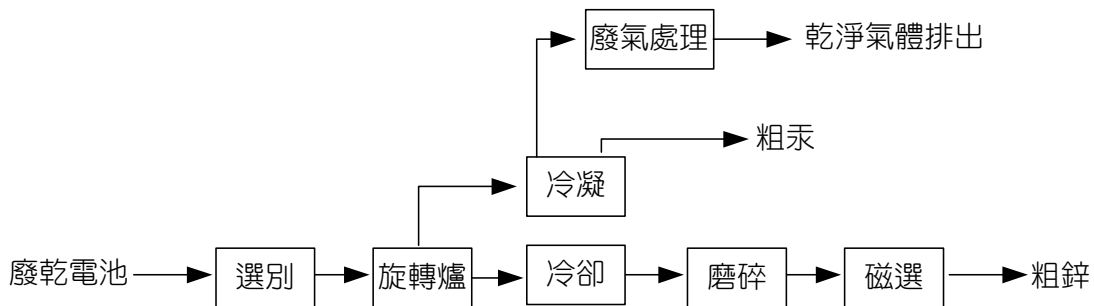 廢氣處理
乾淨氣體排出
粗汞
冷凝
廢乾電池
選別
旋轉爐
冷卻
磨碎
磁選
粗鋅